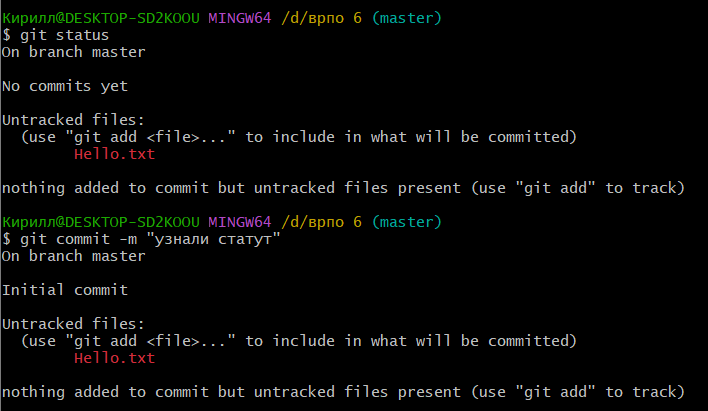 Кирилл@DESKTOP-SD2KOOU MINGW64 /d/врпо 6 (master)
$ git status
On branch master
No commits yet
Untracked files:
(use "git add <file>..." to include in what will be committed)
Hello.txt
nothing added to commit but untracked files present (use "git add" to track)
Кирилл@DESKTOP-SD2KOOU MINGW64 /d/врпо 6 (master)
$ git commit -m "узнали статут"
On branch master
Initial commit
Untracked files:
(use "git add <file>..." to include in what will be committed)
Hello.txt
nothing added to commit but untracked files present (use "git add" to track)